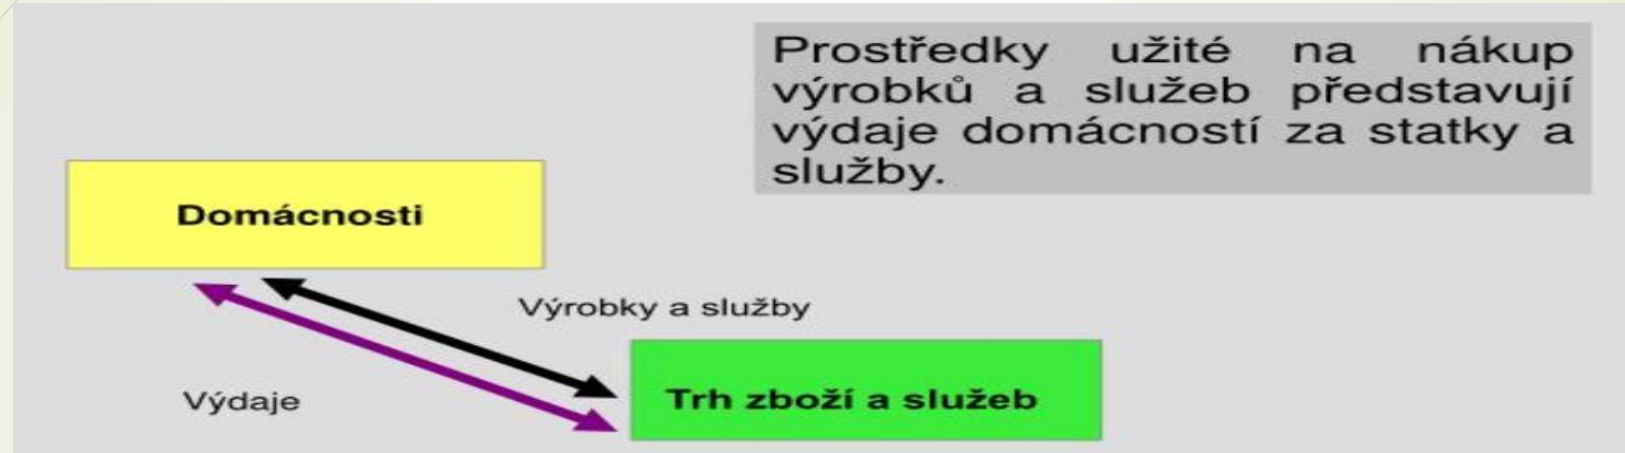 Prostředky užité na nákup
výrobků a služeb představují
výdaje domácností za statky a
služby.
Domácnosti
Výrobky a služby
Výdaje
Trh zboží a služeb